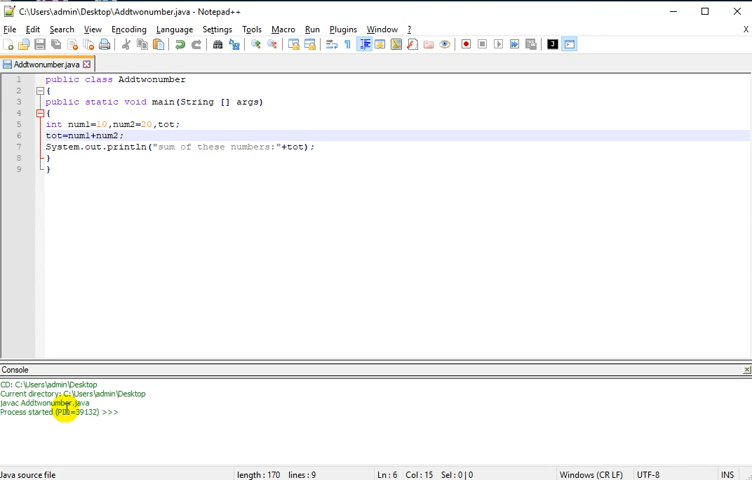 C:\Users\admin\Desktop\Addtwonumber.java - Notepad++
File Edit Search View Encoding Language Settings Tools Macro Run Plugins Window ? X
Addtwonumber.java
1 public class Addtwonumber
2 {
3 public static void main(String [] args)
4 {
5 int num1=10,num2=20,tot;
6 tot=num1+num2;
7 System.out.println("sum of these numbers:"+tot);
8 }
9 }
Console
CD: C:\Users\admin\Desktop
Current directory: C:\Users\admin\Desktop
javac Addtwonumber.java
Process started (PID=39132) >>>
Java source file length : 170 lines : 9 Ln : 6 Col : 15 Sel : 0 | 0 Windows (CR LF) UTF-8 INS